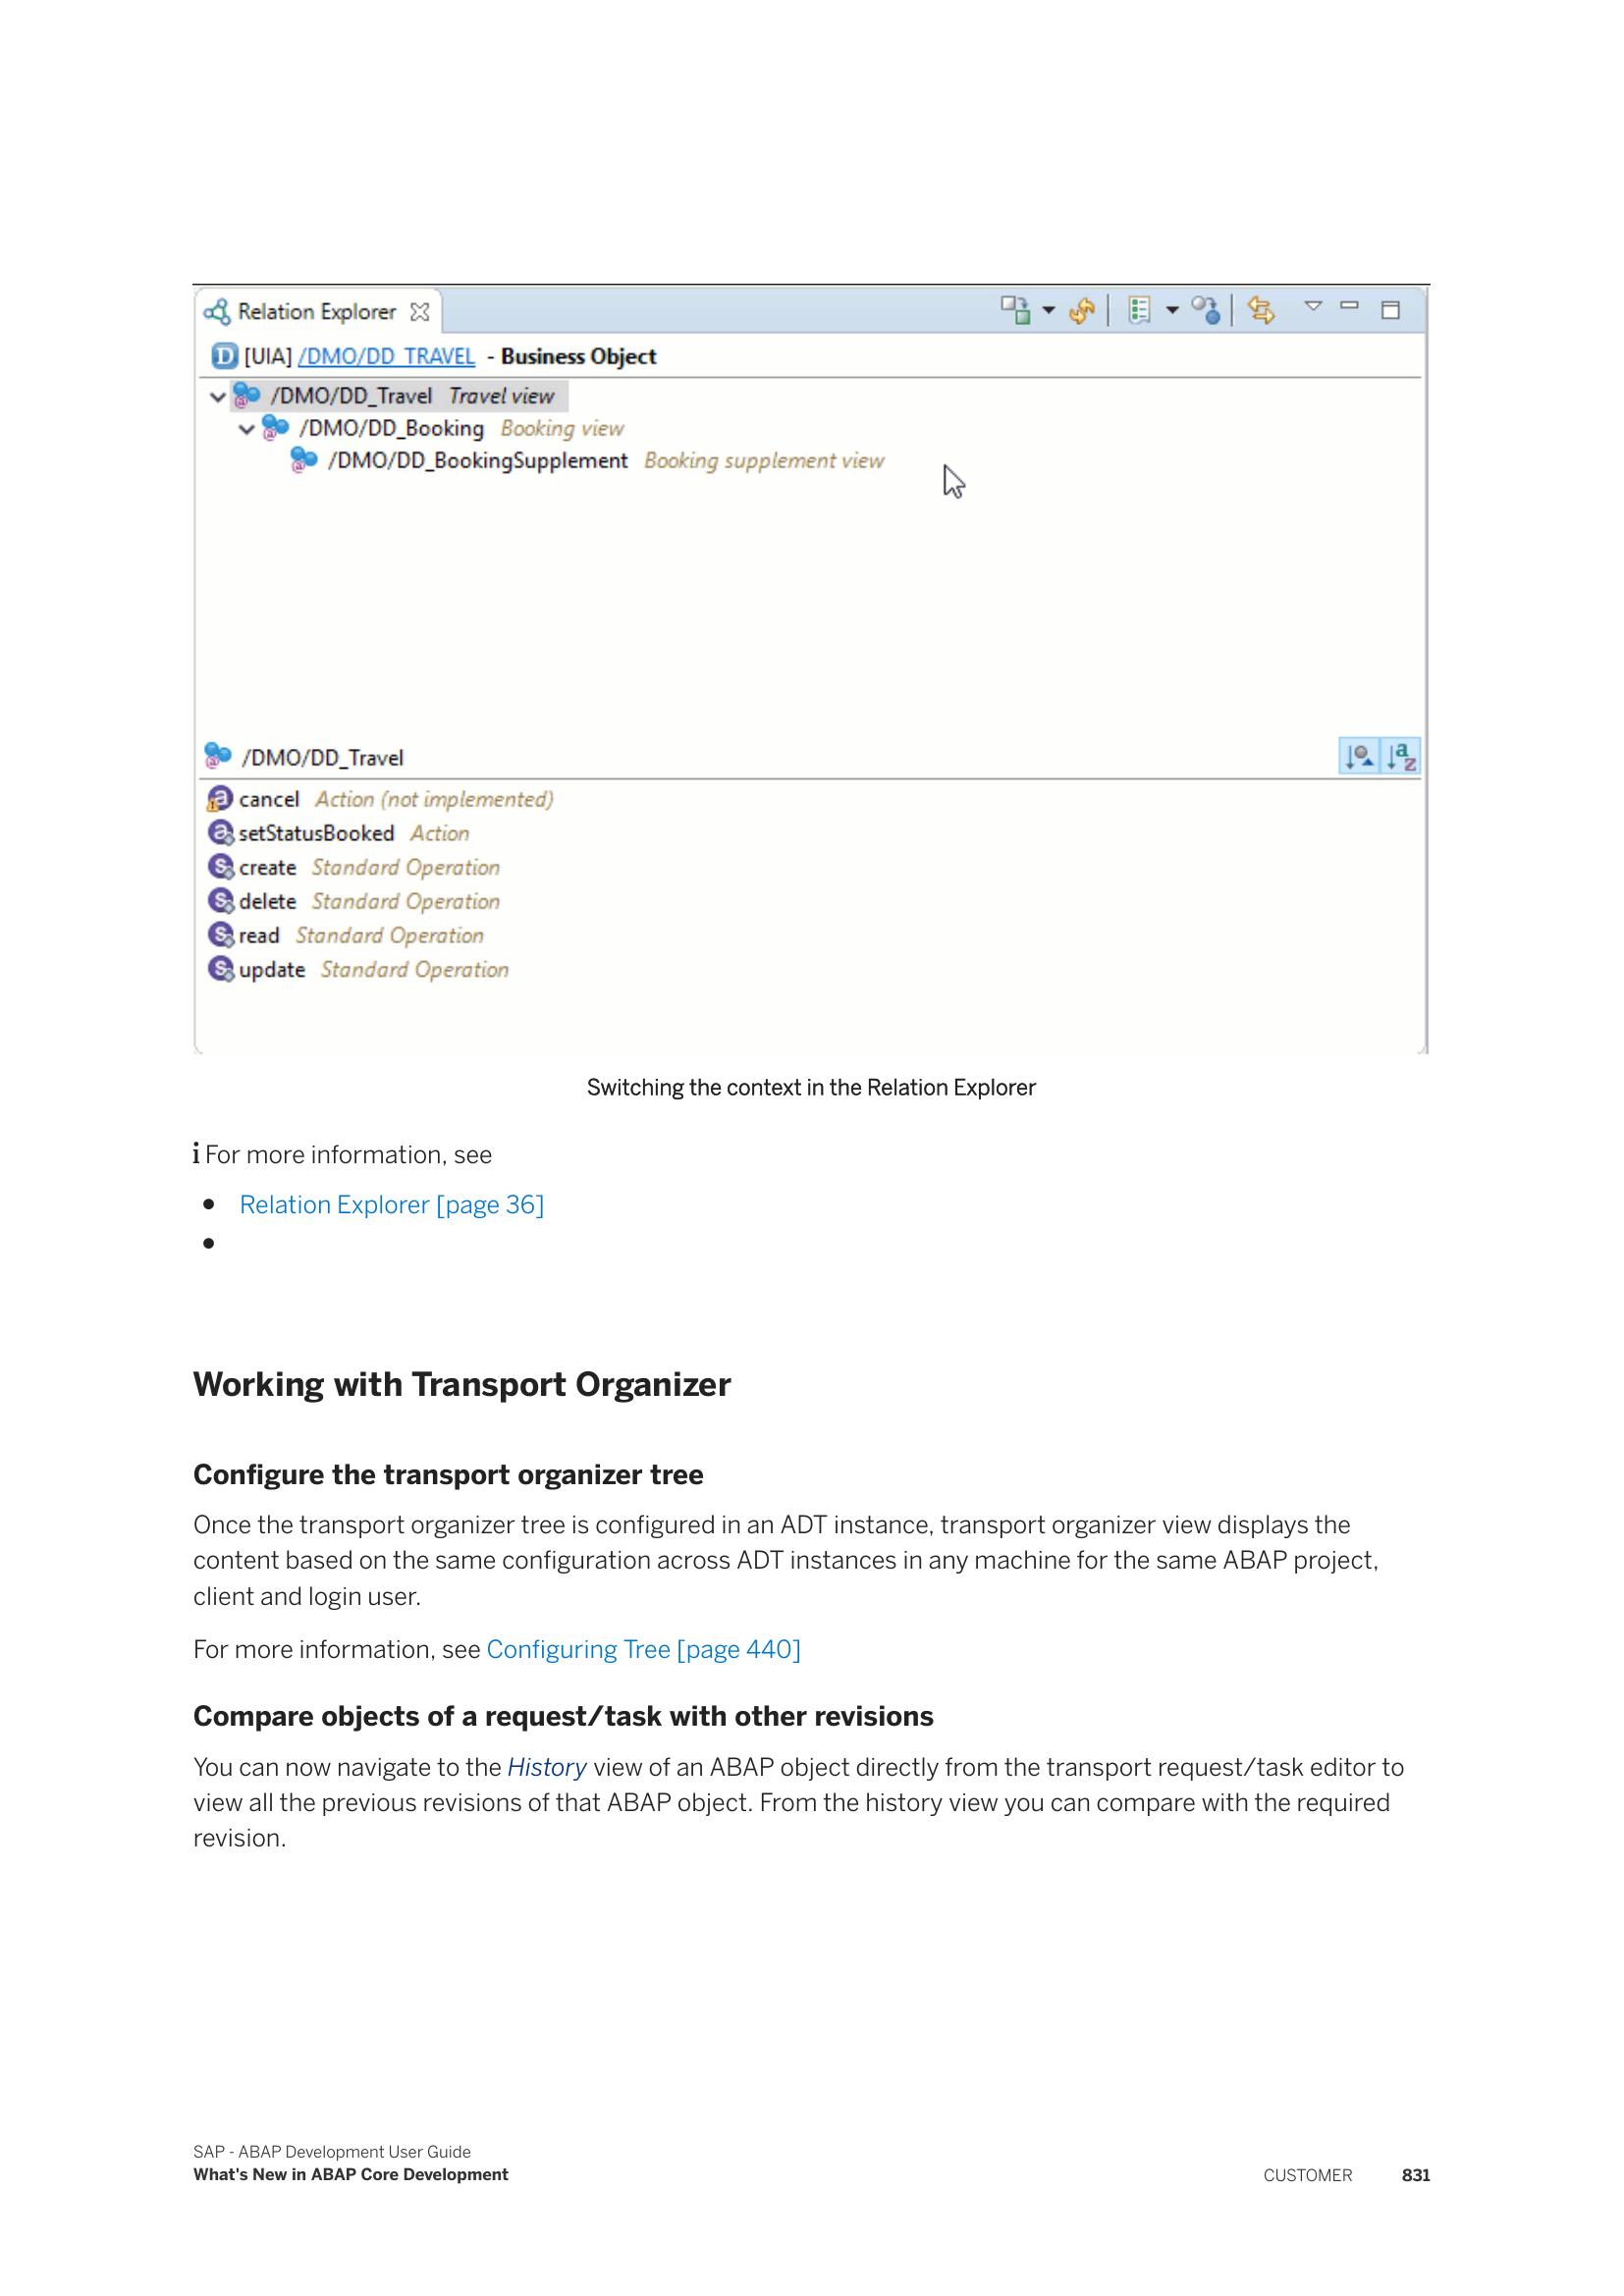 Relation Explorer
[UIA] /DMO/DD_TRAVEL - Business Object
/DMO/DD_Travel Travel view
/DMO/DD_Booking Booking view
/DMO/DD_BookingSupplement Booking supplement view
/DMO/DD_Travel
cancel Action (not implemented)
setStatusBooked Action
create Standard Operation
delete Standard Operation
read Standard Operation
update Standard Operation
Switching the context in the Relation Explorer
i For more information, see
• Relation Explorer [page 36]
•
Working with Transport Organizer
Configure the transport organizer tree
Once the transport organizer tree is configured in an ADT instance, transport organizer view displays the
content based on the same configuration across ADT instances in any machine for the same ABAP project,
client and login user.
For more information, see Configuring Tree [page 440]
Compare objects of a request/task with other revisions
You can now navigate to the History view of an ABAP object directly from the transport request/task editor to
view all the previous revisions of that ABAP object. From the history view you can compare with the required
revision.
SAP - ABAP Development User Guide
What's New in ABAP Core Development
CUSTOMER 831